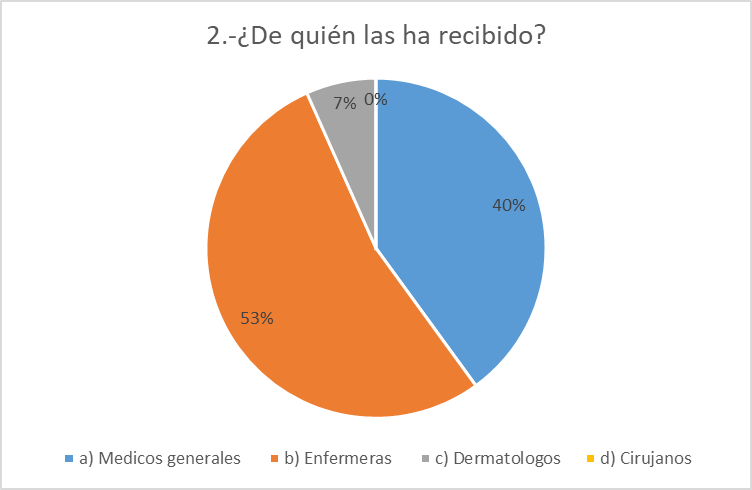 2.-¿De quién las ha recibido?
7%
0%
40%
53%
a) Medicos generales
b) Enfermeras
c) Dermatologos
d) Cirujanos